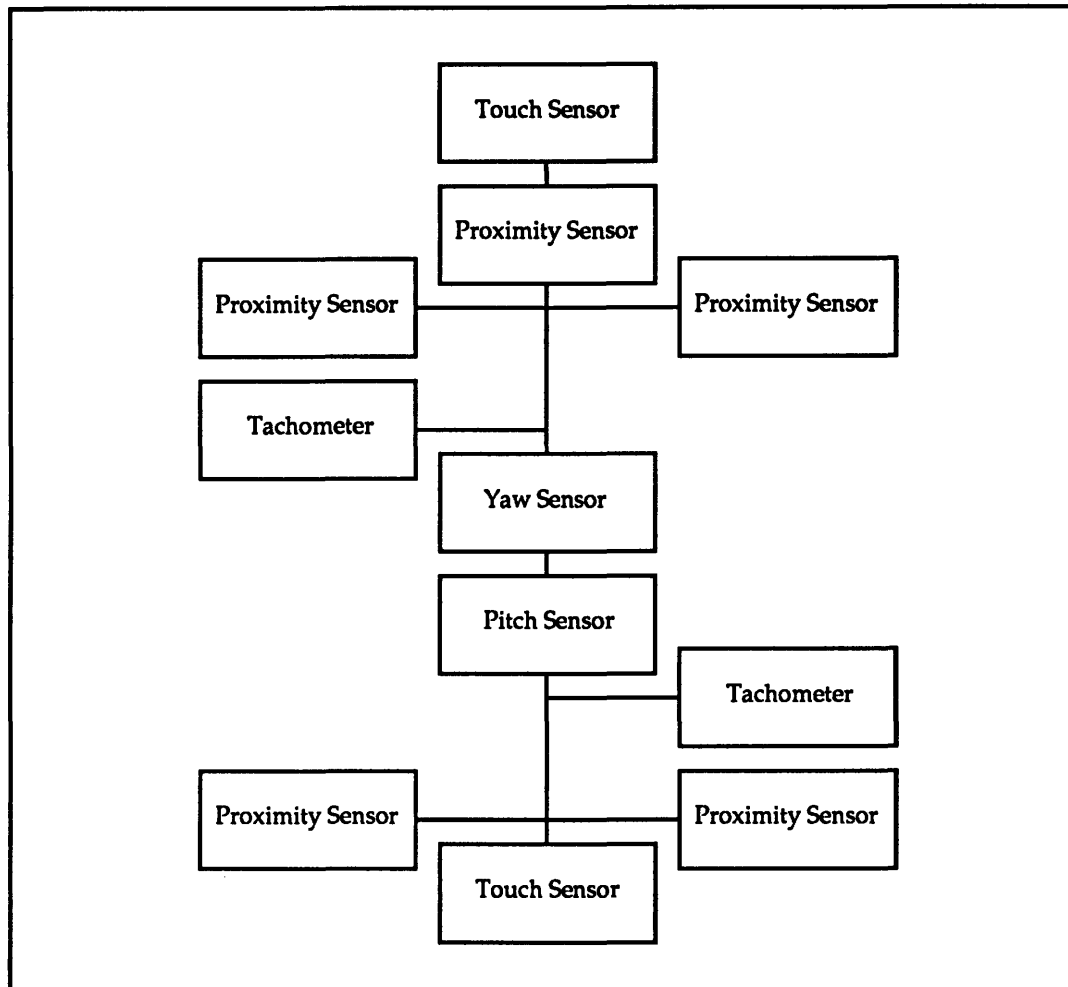 Touch Sensor
Proximity Sensor
Proximity Sensor
Proximity Sensor
Tachometer
Yaw Sensor
Pitch Sensor
Tachometer
Proximity Sensor
Proximity Sensor
Touch Sensor